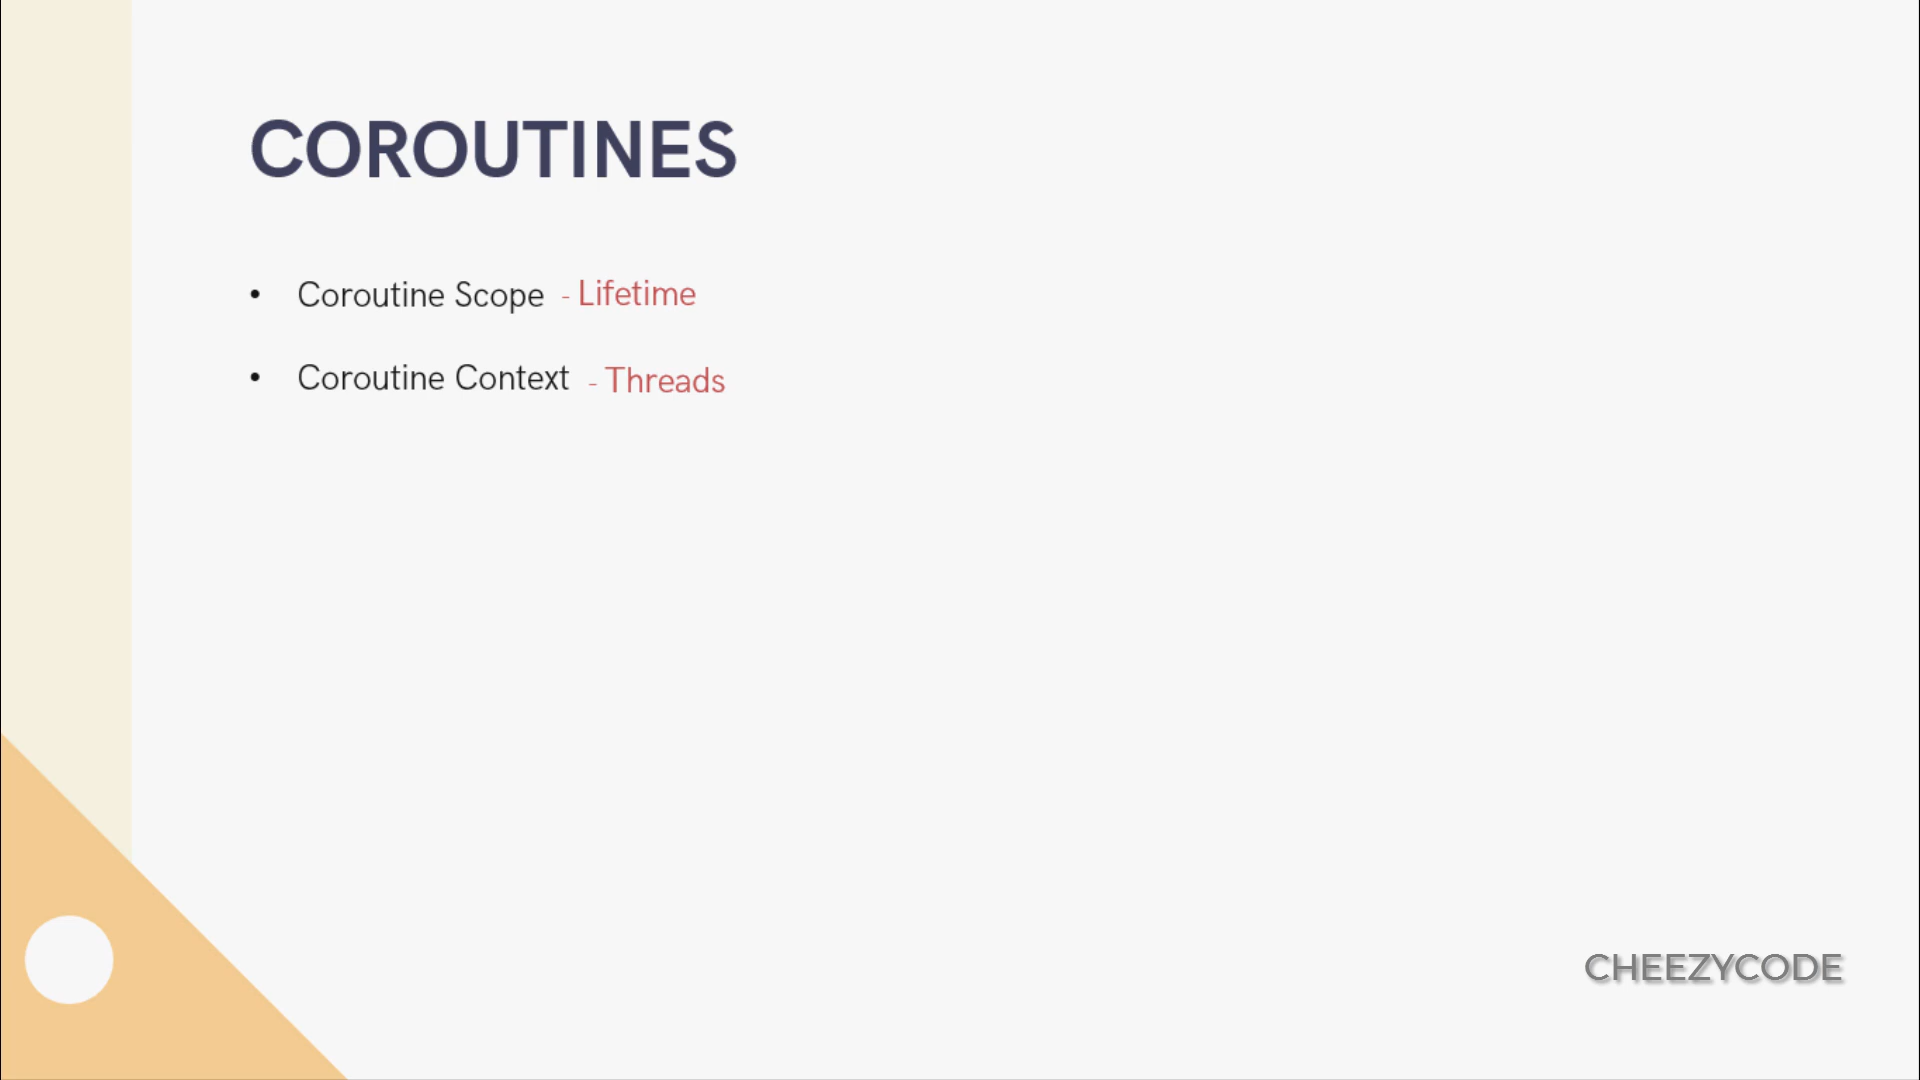 COROUTINES
• Coroutine Scope - Lifetime
• Coroutine Context - Threads
CHEEZYCODE